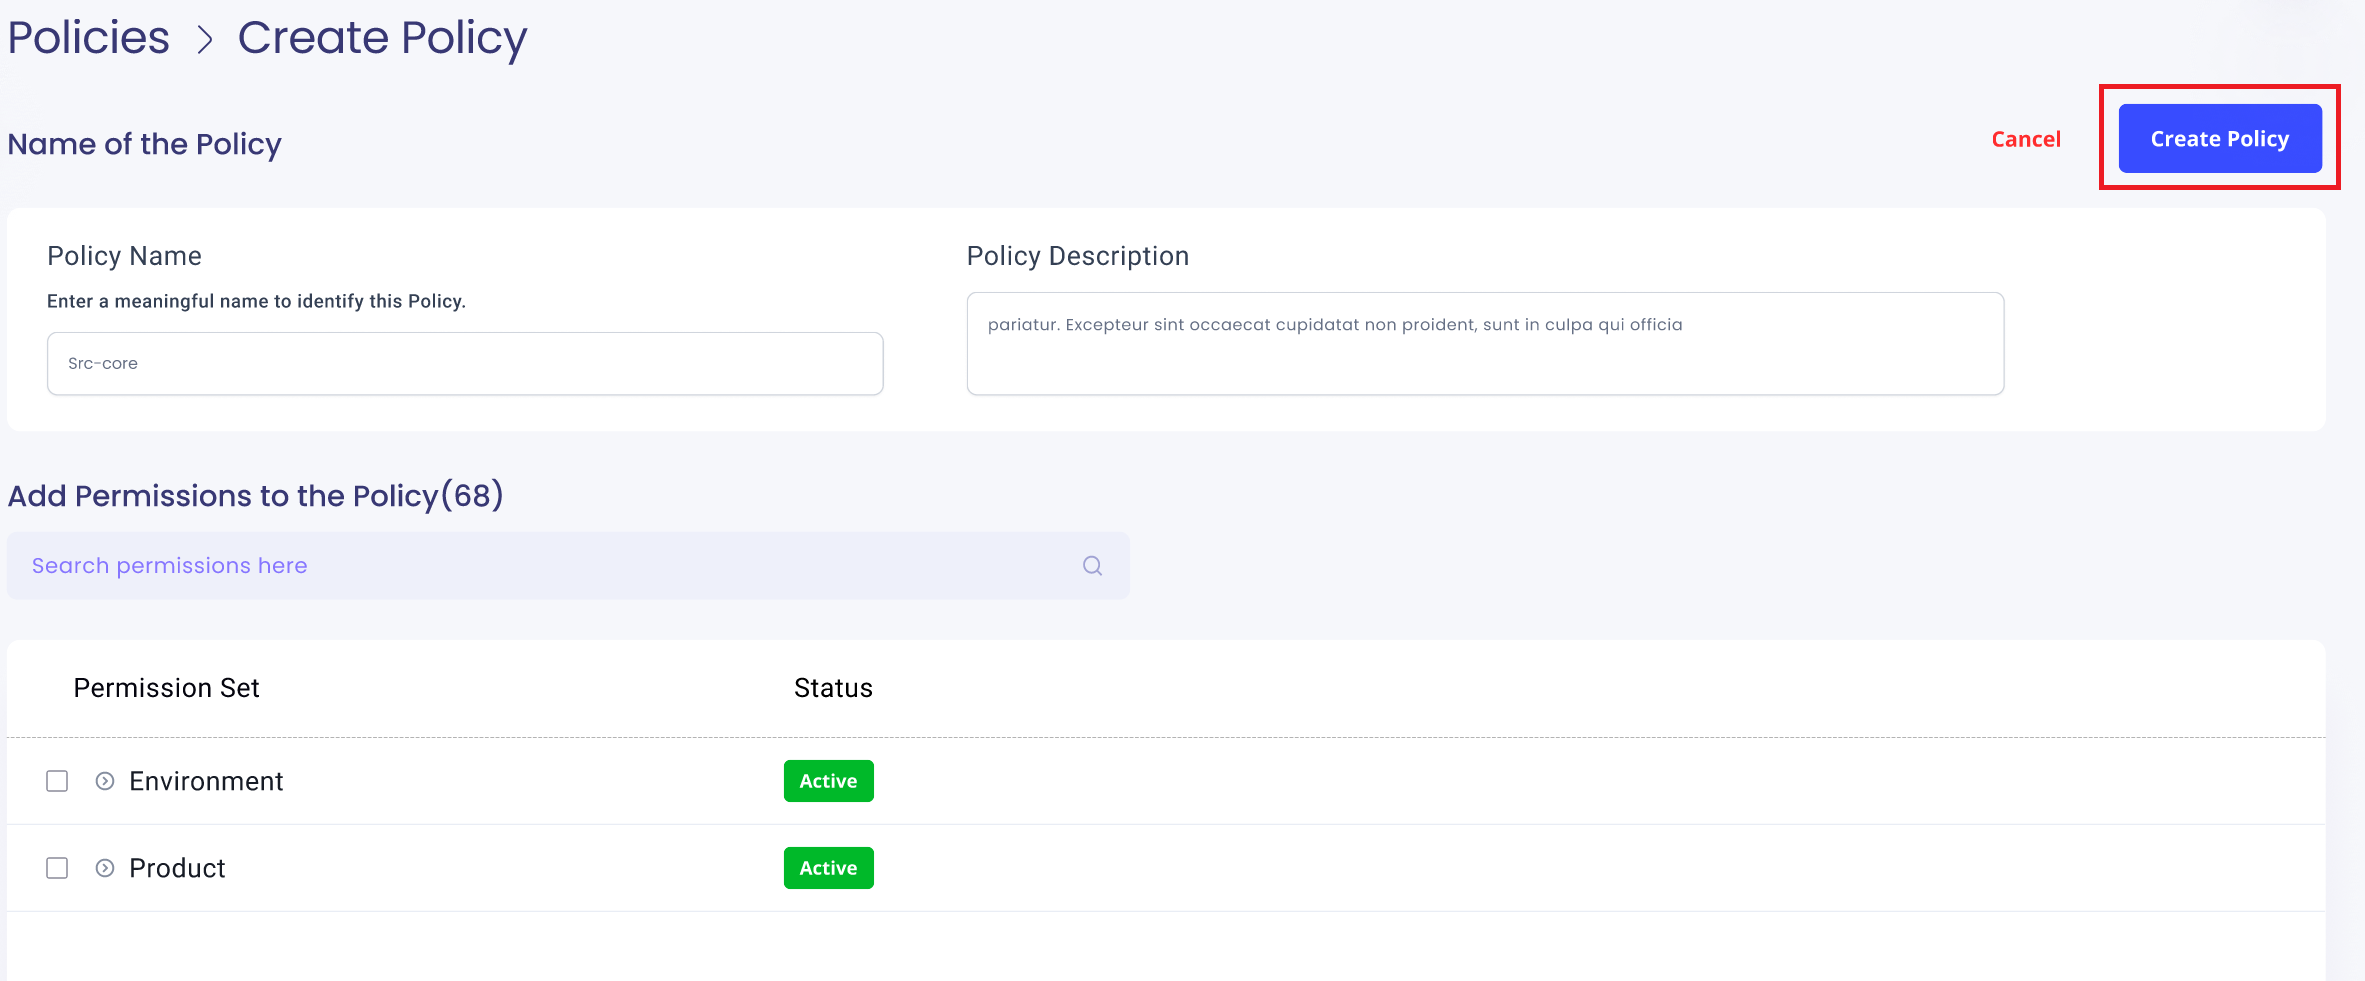 Policies > Create Policy
Name of the Policy
Cancel
Create Policy
Policy Name
Policy Description
Enter a meaningful name to identify this Policy.
pariatur. Excepteur sint occaecat cupidatat non proident, sunt in culpa qui officia
Src-core
Add Permissions to the Policy(68)
Search permissions here
Permission Set
Status
Environment
Active
Product
Active